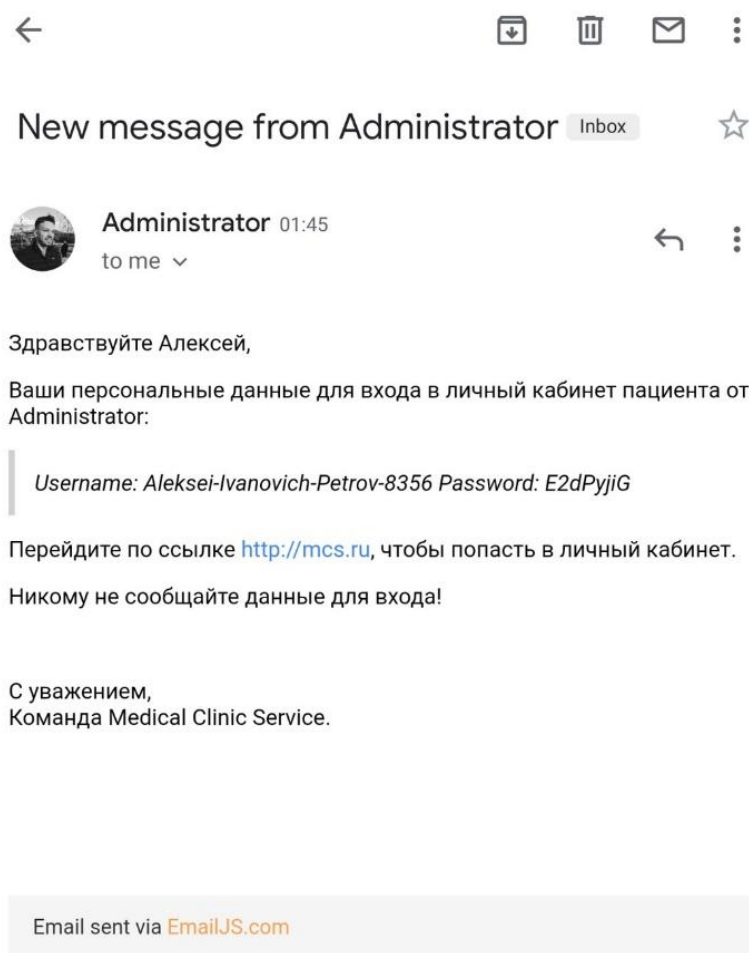 New message from Administrator Inbox
Administrator 01:45
to me
Здравствуйте Алексей,
Ваши персональные данные для входа в личный кабинет пациента от
Administrator:
Username: Aleksei-Ivanovich-Petrov-8356 Password: E2dPyjiG
Перейдите по ссылке http://mcs.ru, чтобы попасть в личный кабинет.
Никому не сообщайте данные для входа!
С уважением,
Команда Medical Clinic Service.
Email sent via EmailJS.com